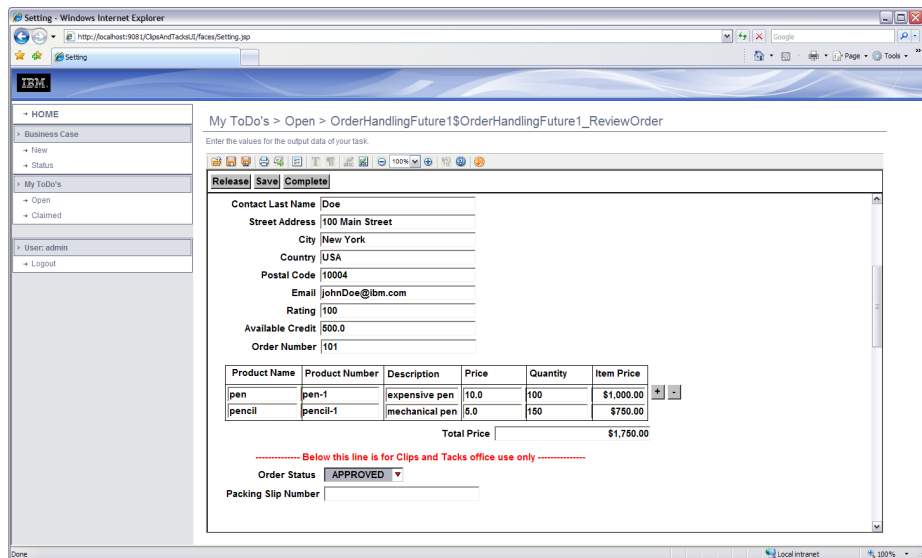 Setting - Windows Internet Explorer
http://localhost:9081/ClipsAndTacksUI/faces/Setting.jsp
Google
Setting
Page
Tools
»
IBM.
HOME
My ToDo's > Open > OrderHandlingFuture1$OrderHandlingFuture1_ReviewOrder
> Business Case
New
Status
Enter the values for the output data of your task.
100%
> My ToDo's
Open
Claimed
Release Save Complete
> User: admin
Logout
Contact Last Name Doe
Street Address 100 Main Street
City New York
Country USA
Postal Code 10004
Email johnDoe@ibm.com
Rating 100
Available Credit 500.0
Order Number 101
Product Name Product Number Description Price Quantity Item Price
pen pen-1 expensive pen 10.0 100 $1,000.00 + -
pencil pencil-1 mechanical pen 5.0 150 $750.00
Total Price $1,750.00
-------------- Below this line is for Clips and Tacks office use only ---------------
Order Status APPROVED
Packing Slip Number
Done Local intranet 100%